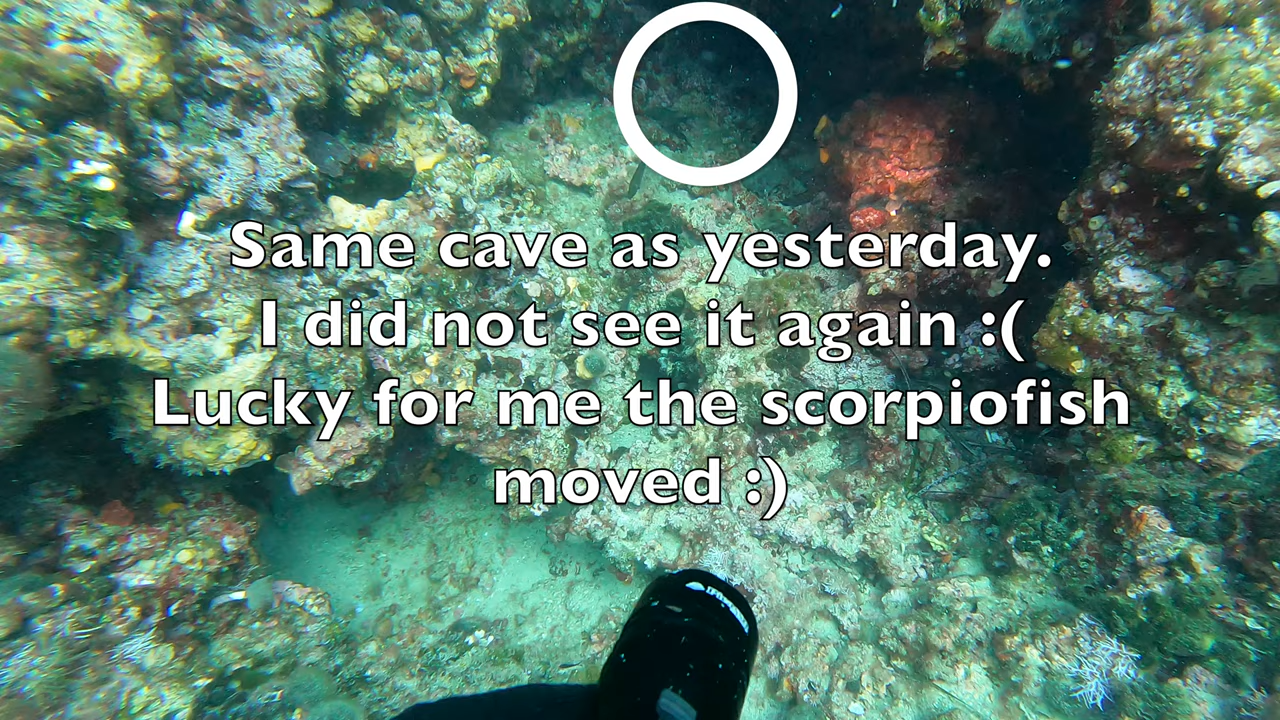 Same cave as yesterday.
I did not see it again :(
Lucky for me the scorpiofish
moved :)